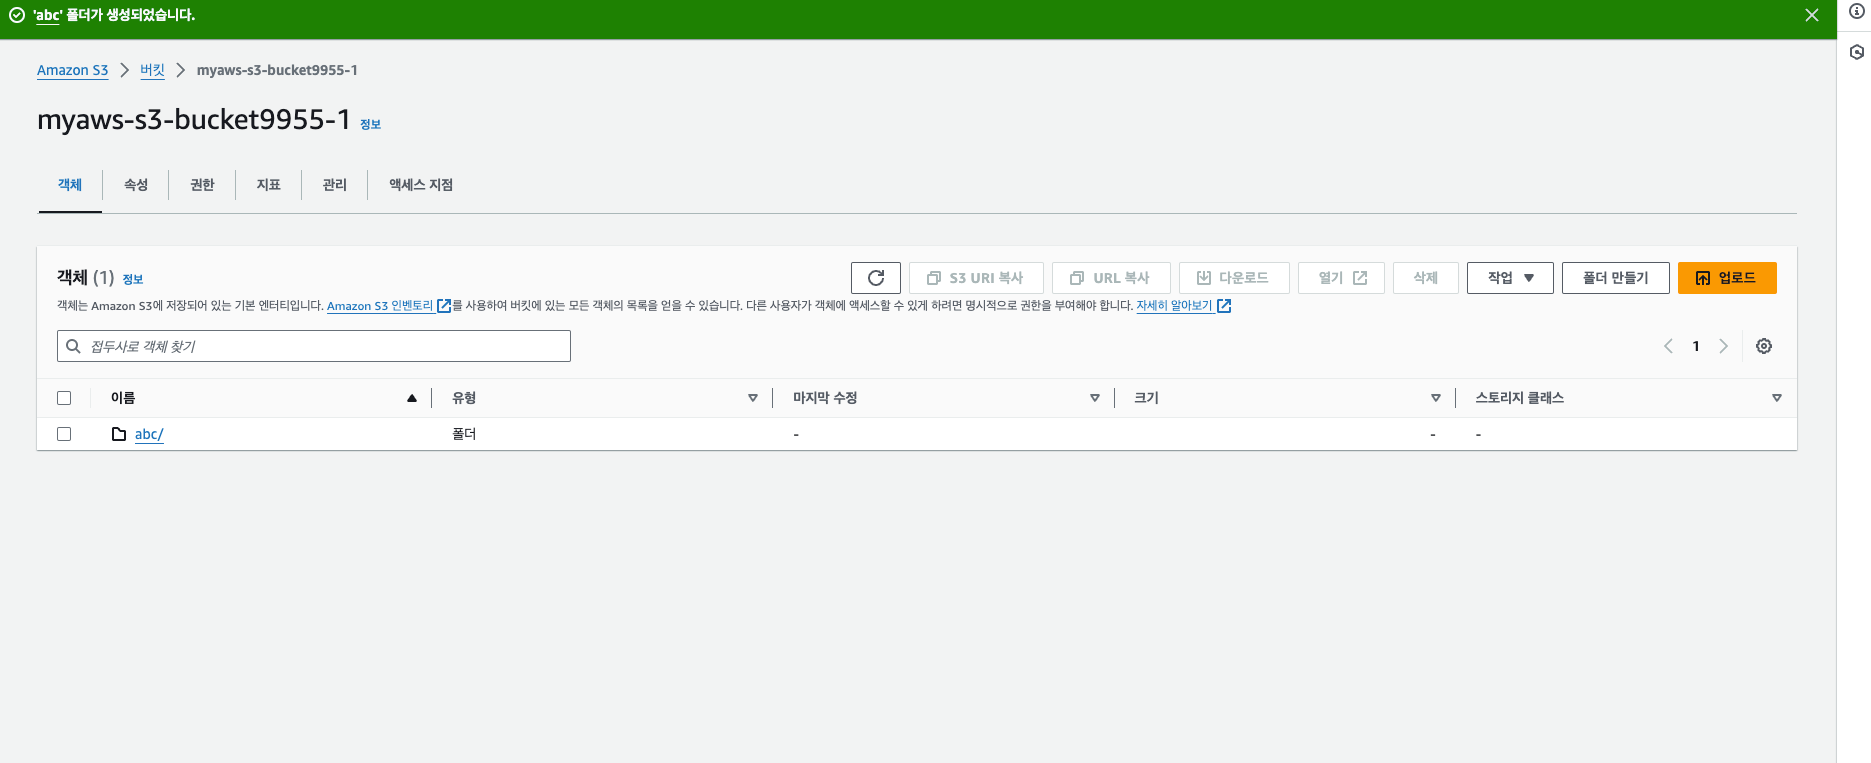 'abc' 폴더가 생성되었습니다.
Amazon S3 > 버킷 > myaws-s3-bucket9955-1
myaws-s3-bucket9955-1 정보
객체 속성 권한 지표 관리 액세스 지점
객체 (1) 정보
S3 URI 복사 URL 복사 다운로드 열기 삭제 작업 폴더 만들기 업로드
객체는 Amazon S3에 저장되어 있는 기본 엔터티입니다. Amazon S3 인벤토리 를 사용하여 버킷에 있는 모든 객체의 목록을 얻을 수 있습니다. 다른 사용자가 객체에 액세스할 수 있게 하려면 명시적으로 권한을 부여해야 합니다. 자세히 알아보기
접두사로 객체 찾기
1
이름 유형 마지막 수정 크기 스토리지 클래스
abc/ 폴더 - - -